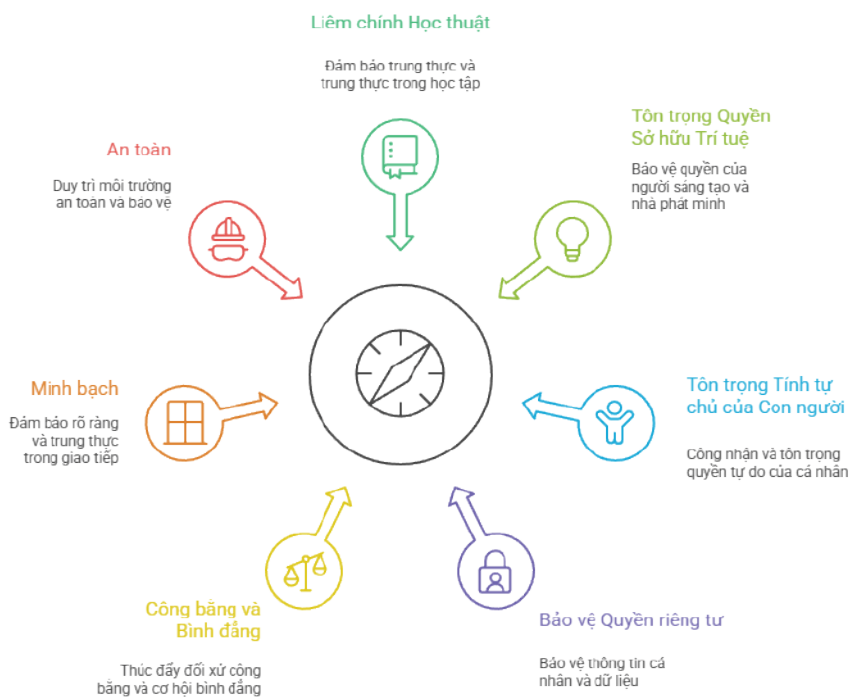 Liêm chính Học thuật
Đảm bảo trung thực và
trung thực trong học tập
Tôn trọng Quyền
Sở hữu Trí tuệ
Bảo vệ quyền của
người sáng tạo và
nhà phát minh
An toàn
Duy trì môi trường
an toàn và bảo vệ
Minh bạch
Đảm bảo rõ ràng
và trung thực
trong giao tiếp
Tôn trọng Tính tự
chủ của Con người
Công nhận và tôn trọng
quyền tự do của cá nhân
Công bằng và
Bình đẳng
Thúc đẩy đối xử công
bằng và cơ hội bình đẳng
Bảo vệ Quyền riêng tư
Bảo vệ thông tin cá
nhân và dữ liệu